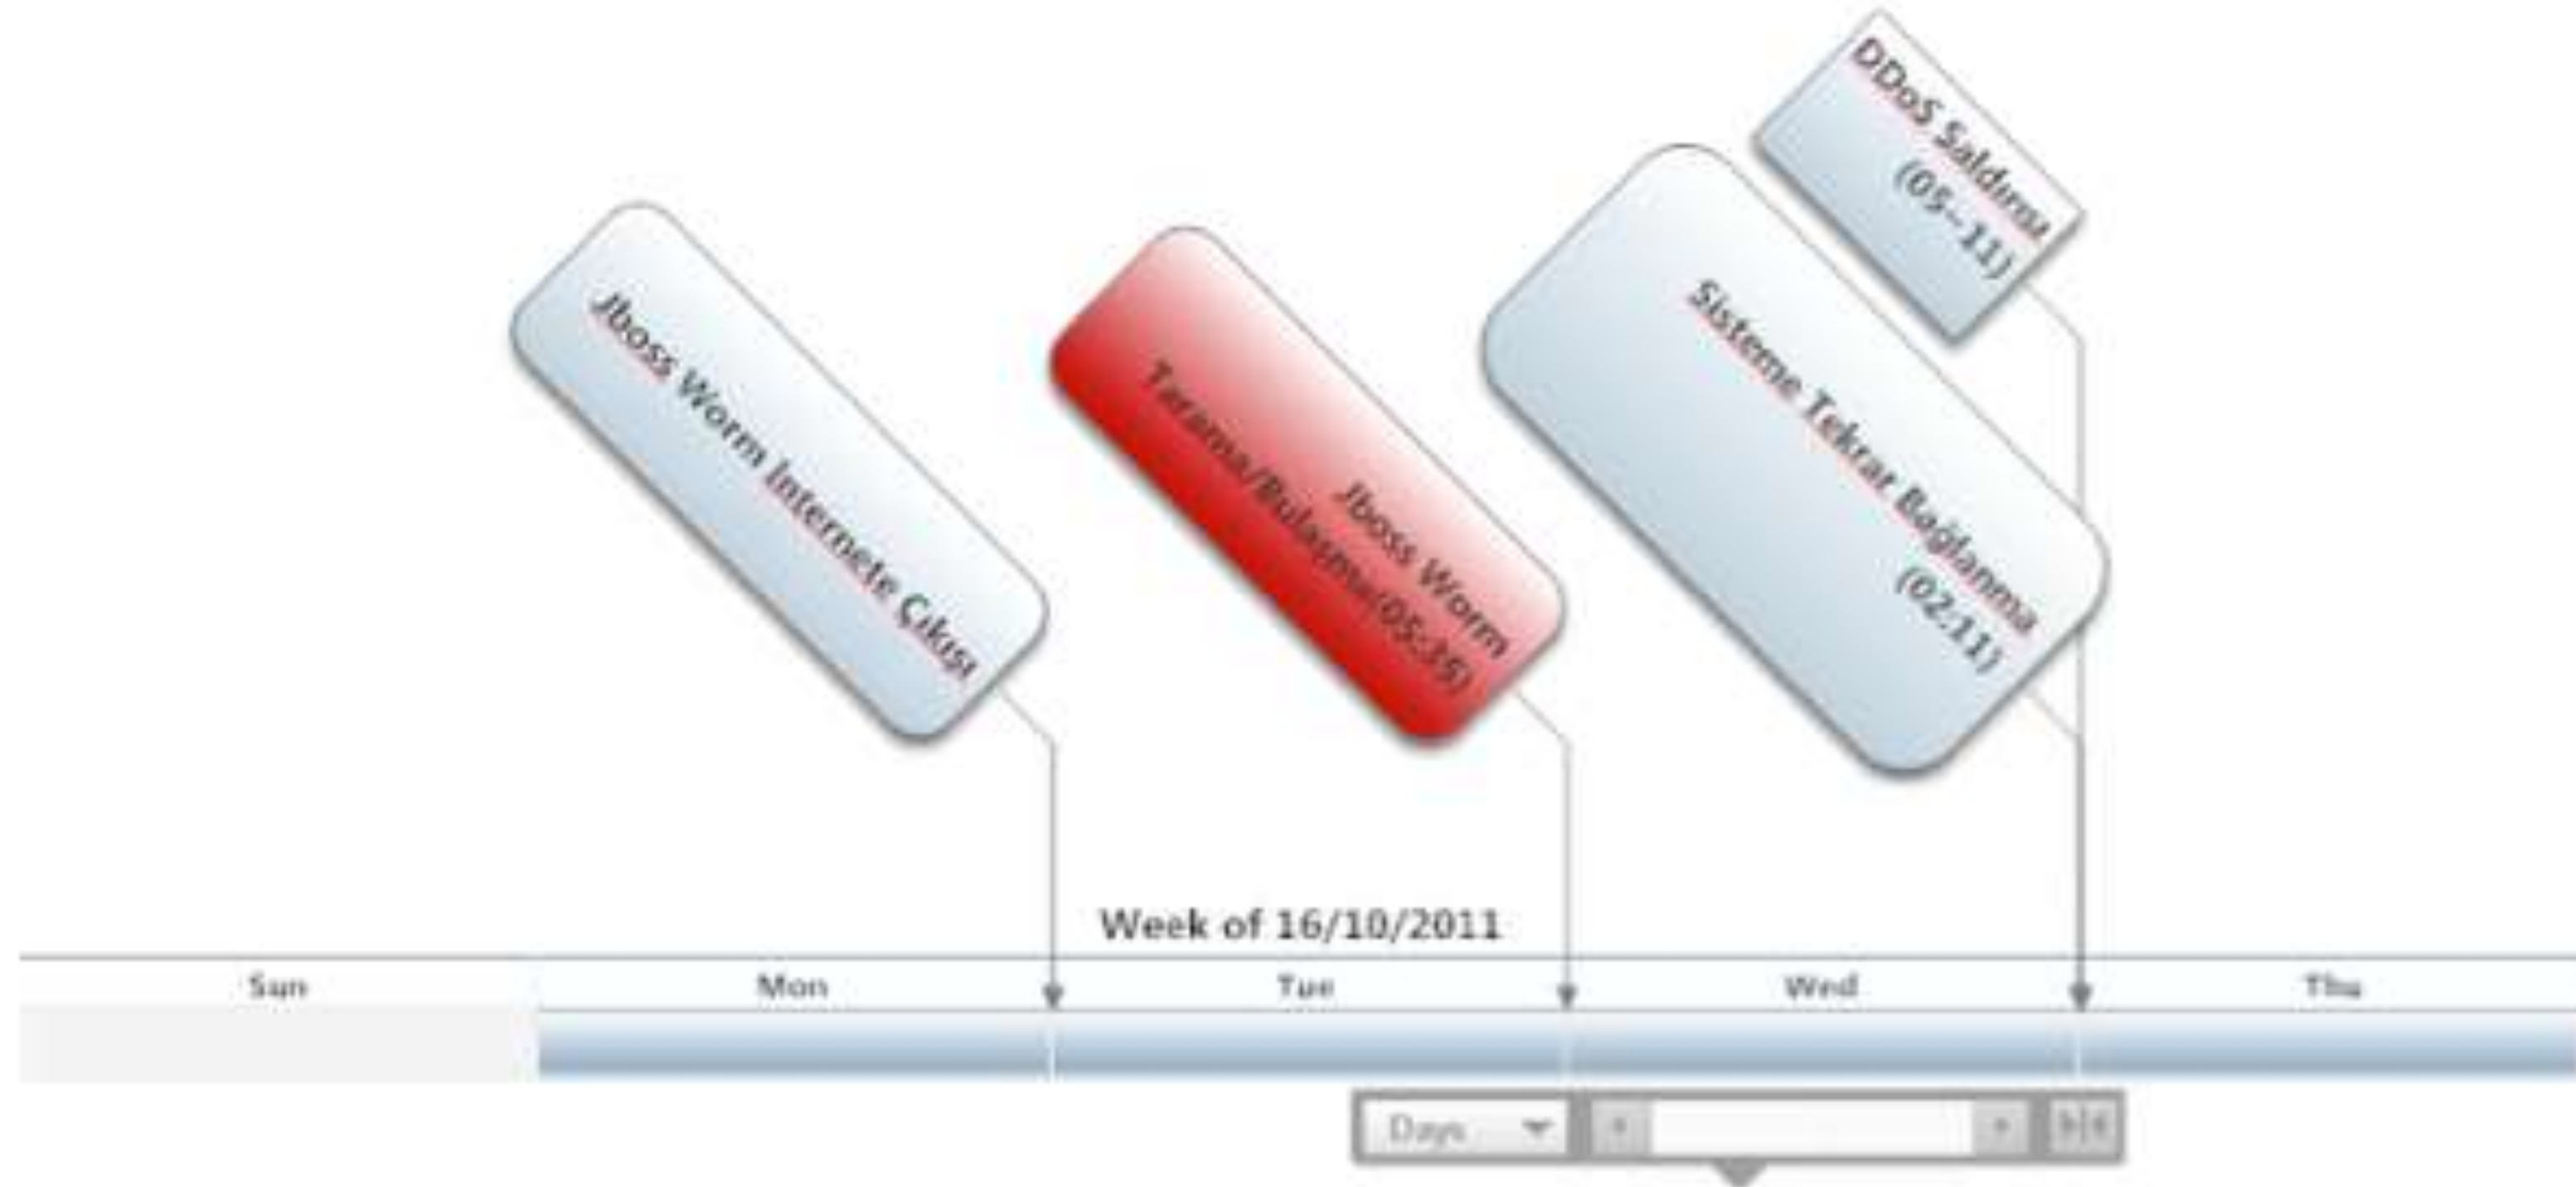 DDoS Saldırısı
(05--11)
Jboss Worm Internete Çıkışı
Jboss Worm
Tarama/Bulaşma(05:35)
Sisteme Tekrar Bağlanma
(02:11)
Week of 16/10/2011
Sun Mon Tue Wed Thu
Days